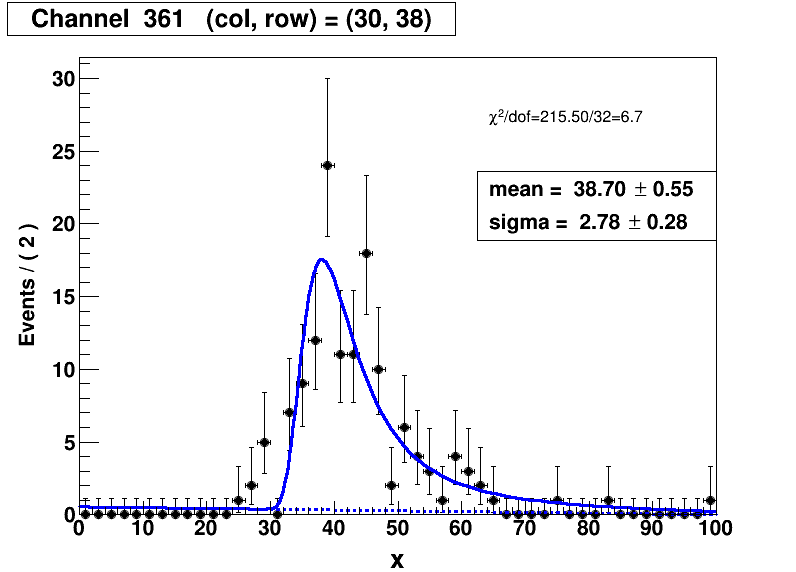 Channel 361 (col, row) = (30, 38)
χ²/dof=215.50/32=6.7
mean = 38.70 ± 0.55
sigma = 2.78 ± 0.28
Events / ( 2 )
30
25
20
15
10
5
0
0 10 20 30 40 50 60 70 80 90 100
x